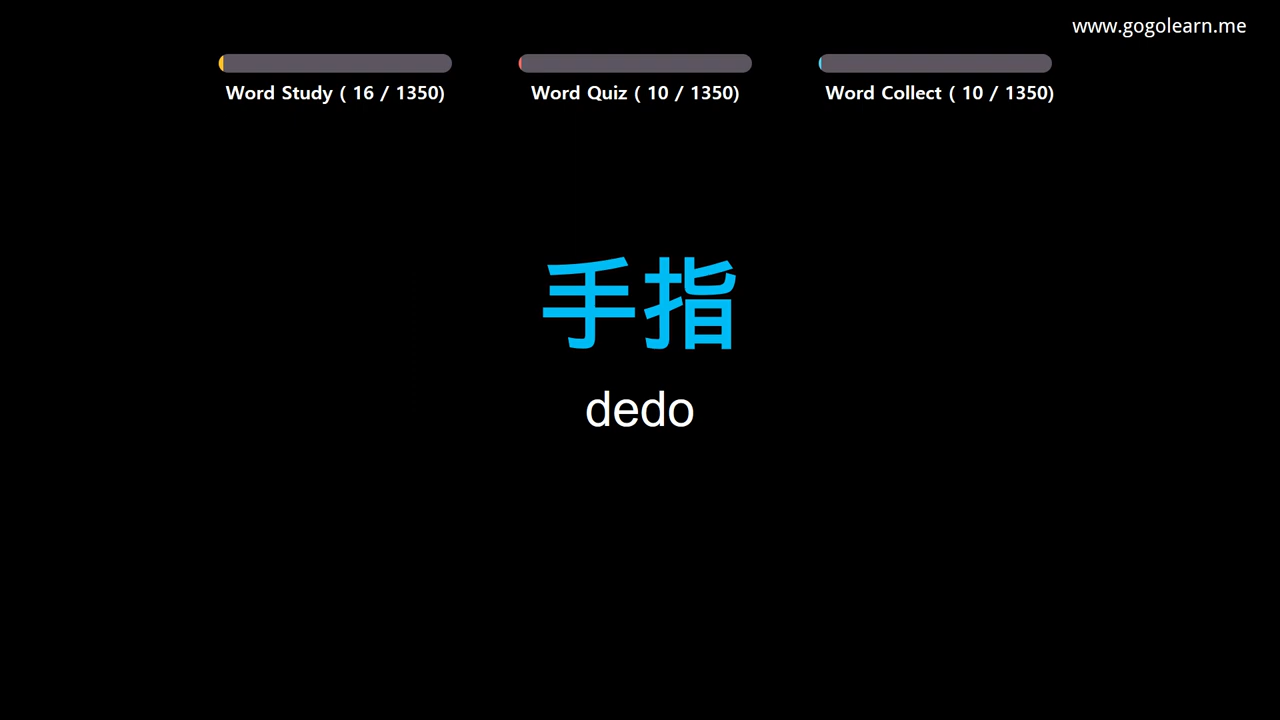 www.gogolearn.me
Word Study ( 16 / 1350)
Word Quiz ( 10 / 1350)
Word Collect ( 10 / 1350)
手指
dedo